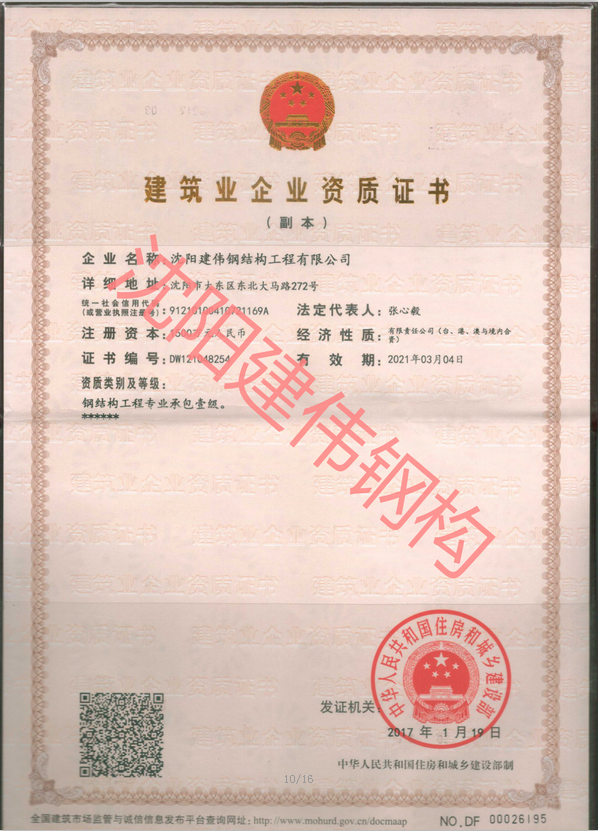 建筑业企业资质证书
（副本）
企业名称：沈阳建伟钢结构工程有限公司
详细地址：沈阳市大东区东北大马路272号
统一社会信用代码
（或营业执照注册号）：
法定代表人：张心毅
注册资本：1500万元人民币
经济性质：有限责任公司（台、港、澳与境内合
资）
证书编号：DW121048254
有效期：2021年03月04日
资质类别及等级：
钢结构工程专业承包壹级。
******
沈阳建伟钢构
中华人民共和国住房和城乡建设部
发证机关：
2017年1月19日
中华人民共和国住房和城乡建设部制
10/16
全国建筑市场监管与诚信信息发布平台查询网址：http://www.mohurd.gov.cn/docmaap
NO.DF 00026195